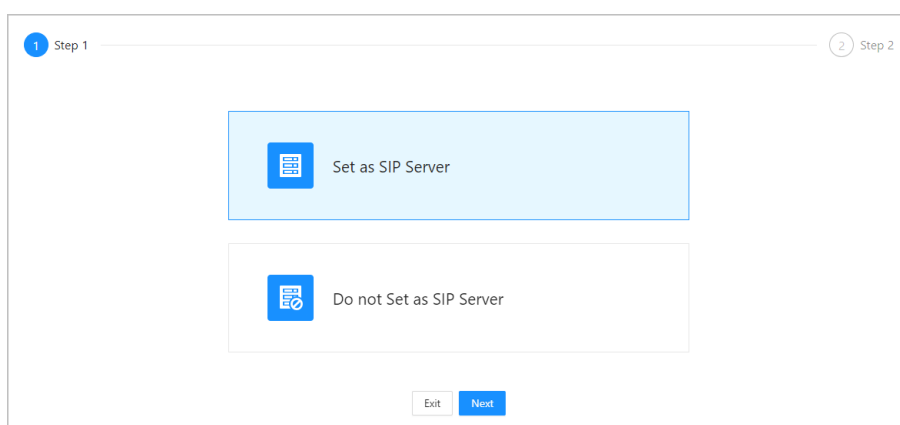 1 Step 1
2 Step 2
Set as SIP Server
Do not Set as SIP Server
Exit Next